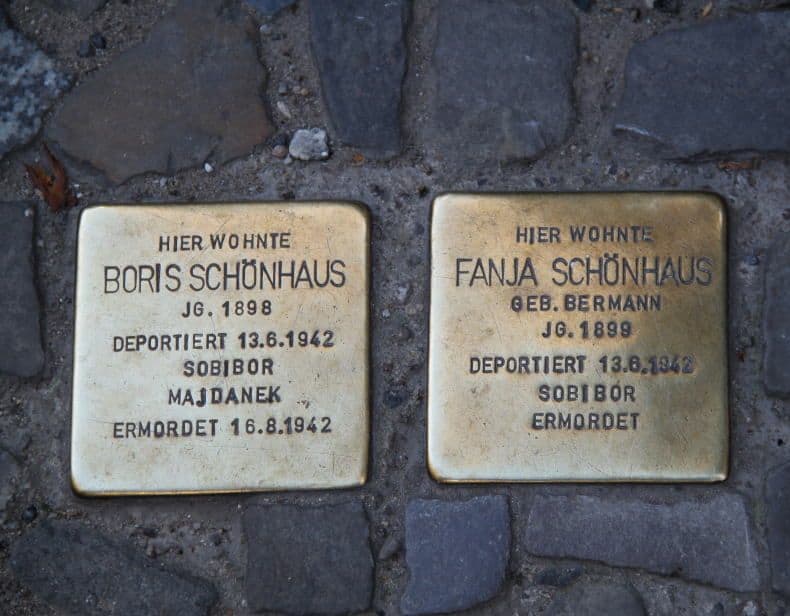 HIER WOHNTE
BORIS SCHÖNHAUS
JG. 1898
DEPORTIERT 13.6.1942
SOBIBOR
MAJDANEK
ERMORDET 16.8.1942
HIER WOHNTE
FANJA SCHÖNHAUS
GEB. BERMANN
JG. 1899
DEPORTIERT 13.6.1942
SOBIBOR
ERMORDET